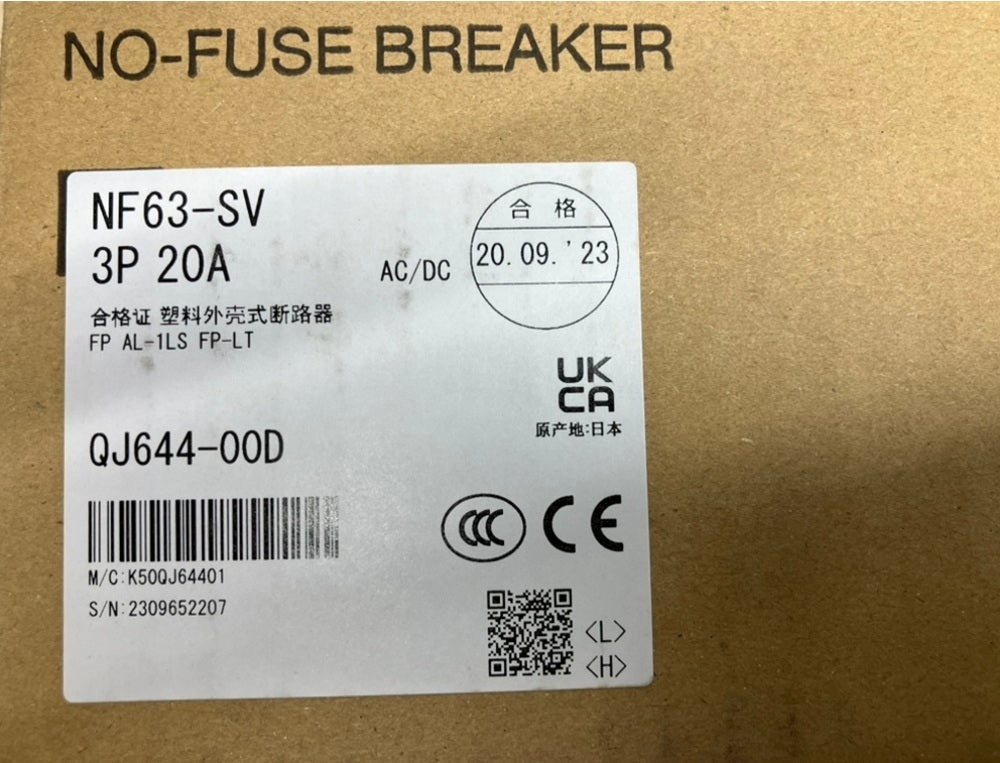 NO-FUSE BREAKER
NF63-SV
3P 20A
AC/DC
合格
20.09.'23
合格证 塑料外壳式断路器
FP AL-1LS FP-LT
UK
CA
原产地:日本
QJ644-00D
CCC CE
M/C:K50QJ64401
S/N:2309652207
<L>
<H>